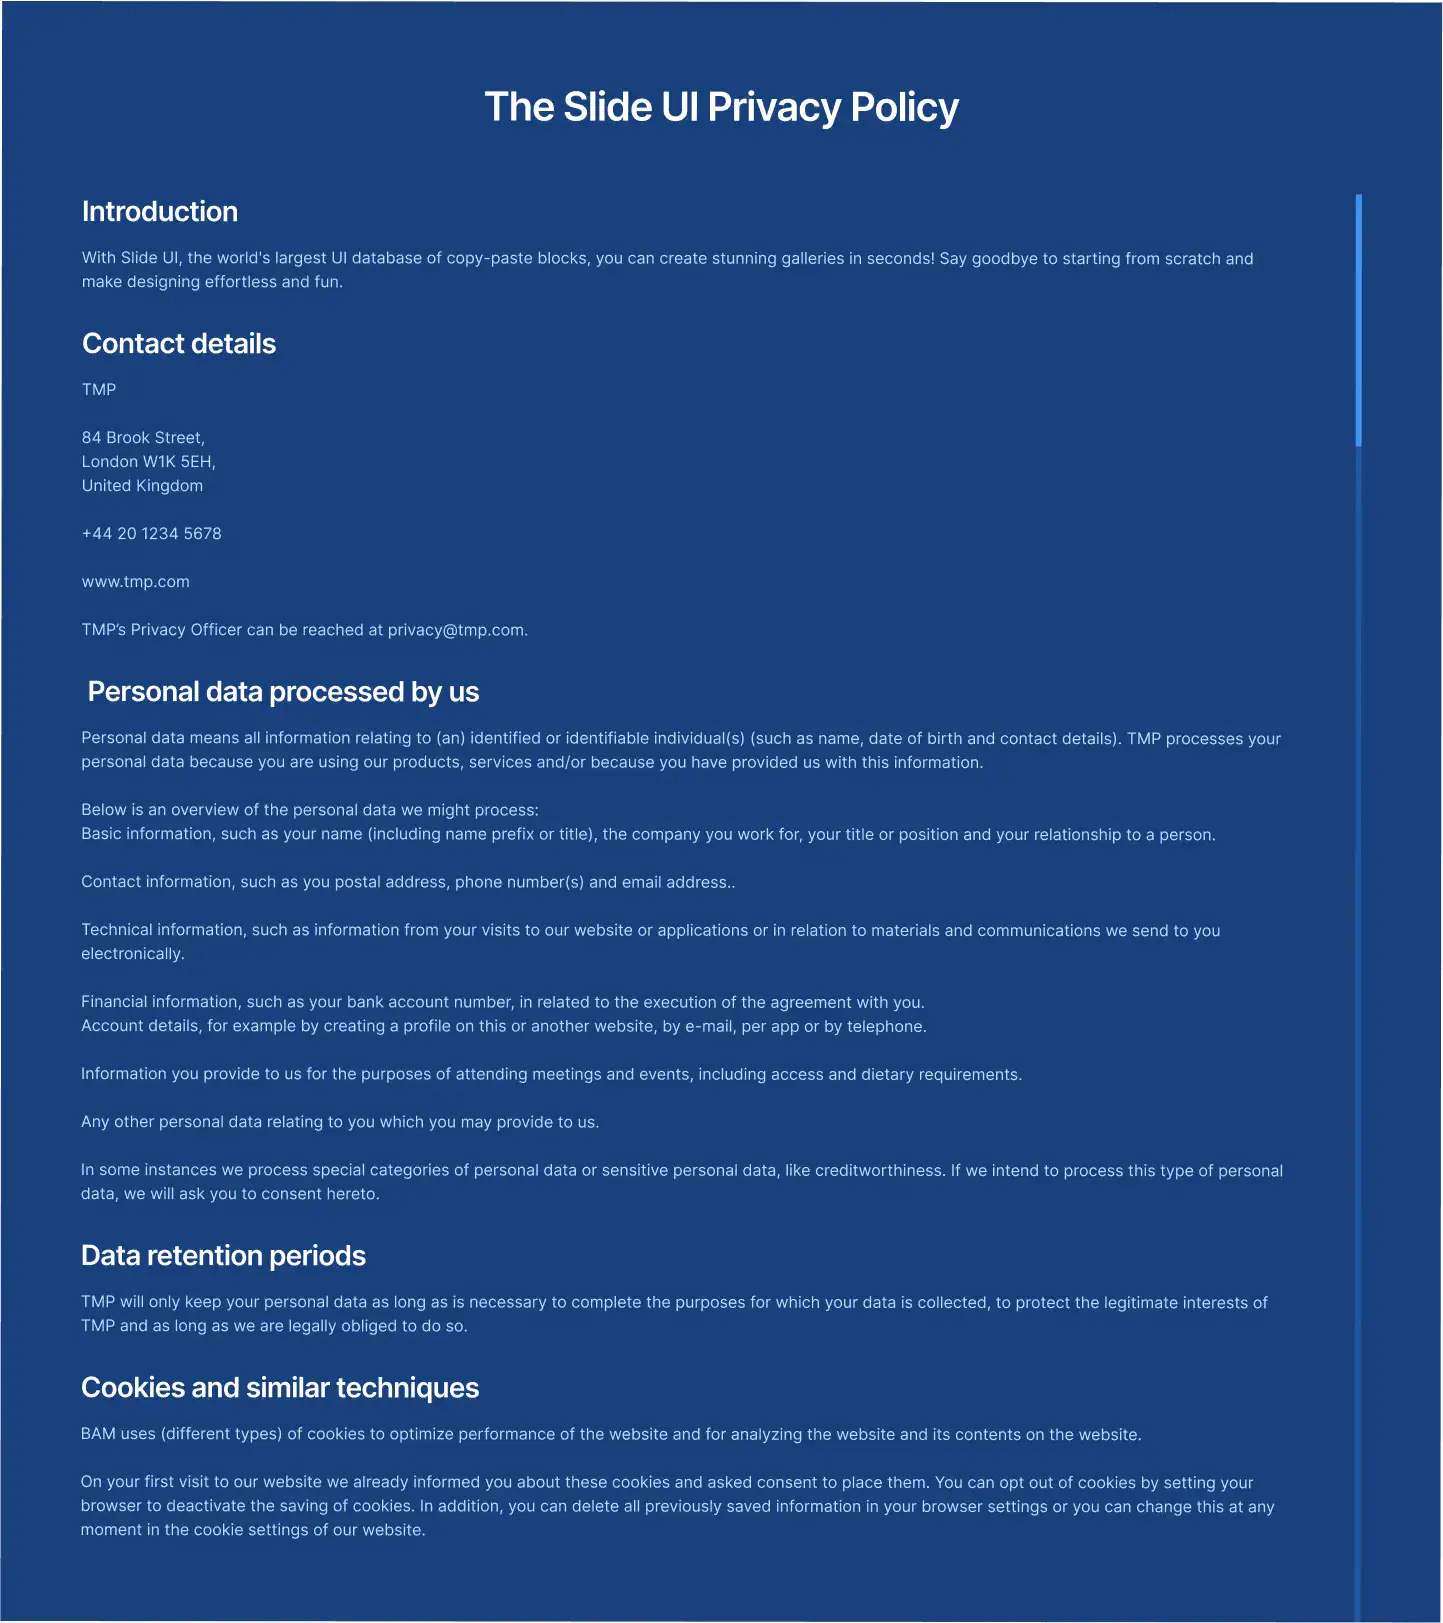 The Slide UI Privacy Policy
Introduction
With Slide UI, the world's largest UI database of copy-paste blocks, you can create stunning galleries in seconds! Say goodbye to starting from scratch and
make designing effortless and fun.
Contact details
TMP
84 Brook Street,
London W1K 5EH,
United Kingdom
+44 20 1234 5678
www.tmp.com
TMP’s Privacy Officer can be reached at privacy@tmp.com.
Personal data processed by us
Personal data means all information relating to (an) identified or identifiable individual(s) (such as name, date of birth and contact details). TMP processes your
personal data because you are using our products, services and/or because you have provided us with this information.
Below is an overview of the personal data we might process:
Basic information, such as your name (including name prefix or title), the company you work for, your title or position and your relationship to a person.
Contact information, such as you postal address, phone number(s) and email address..
Technical information, such as information from your visits to our website or applications or in relation to materials and communications we send to you
electronically.
Financial information, such as your bank account number, in related to the execution of the agreement with you.
Account details, for example by creating a profile on this or another website, by e-mail, per app or by telephone.
Information you provide to us for the purposes of attending meetings and events, including access and dietary requirements.
Any other personal data relating to you which you may provide to us.
In some instances we process special categories of personal data or sensitive personal data, like creditworthiness. If we intend to process this type of personal
data, we will ask you to consent hereto.
Data retention periods
TMP will only keep your personal data as long as is necessary to complete the purposes for which your data is collected, to protect the legitimate interests of
TMP and as long as we are legally obliged to do so.
Cookies and similar techniques
BAM uses (different types) of cookies to optimize performance of the website and for analyzing the website and its contents on the website.
On your first visit to our website we already informed you about these cookies and asked consent to place them. You can opt out of cookies by setting your
browser to deactivate the saving of cookies. In addition, you can delete all previously saved information in your browser settings or you can change this at any
moment in the cookie settings of our website.